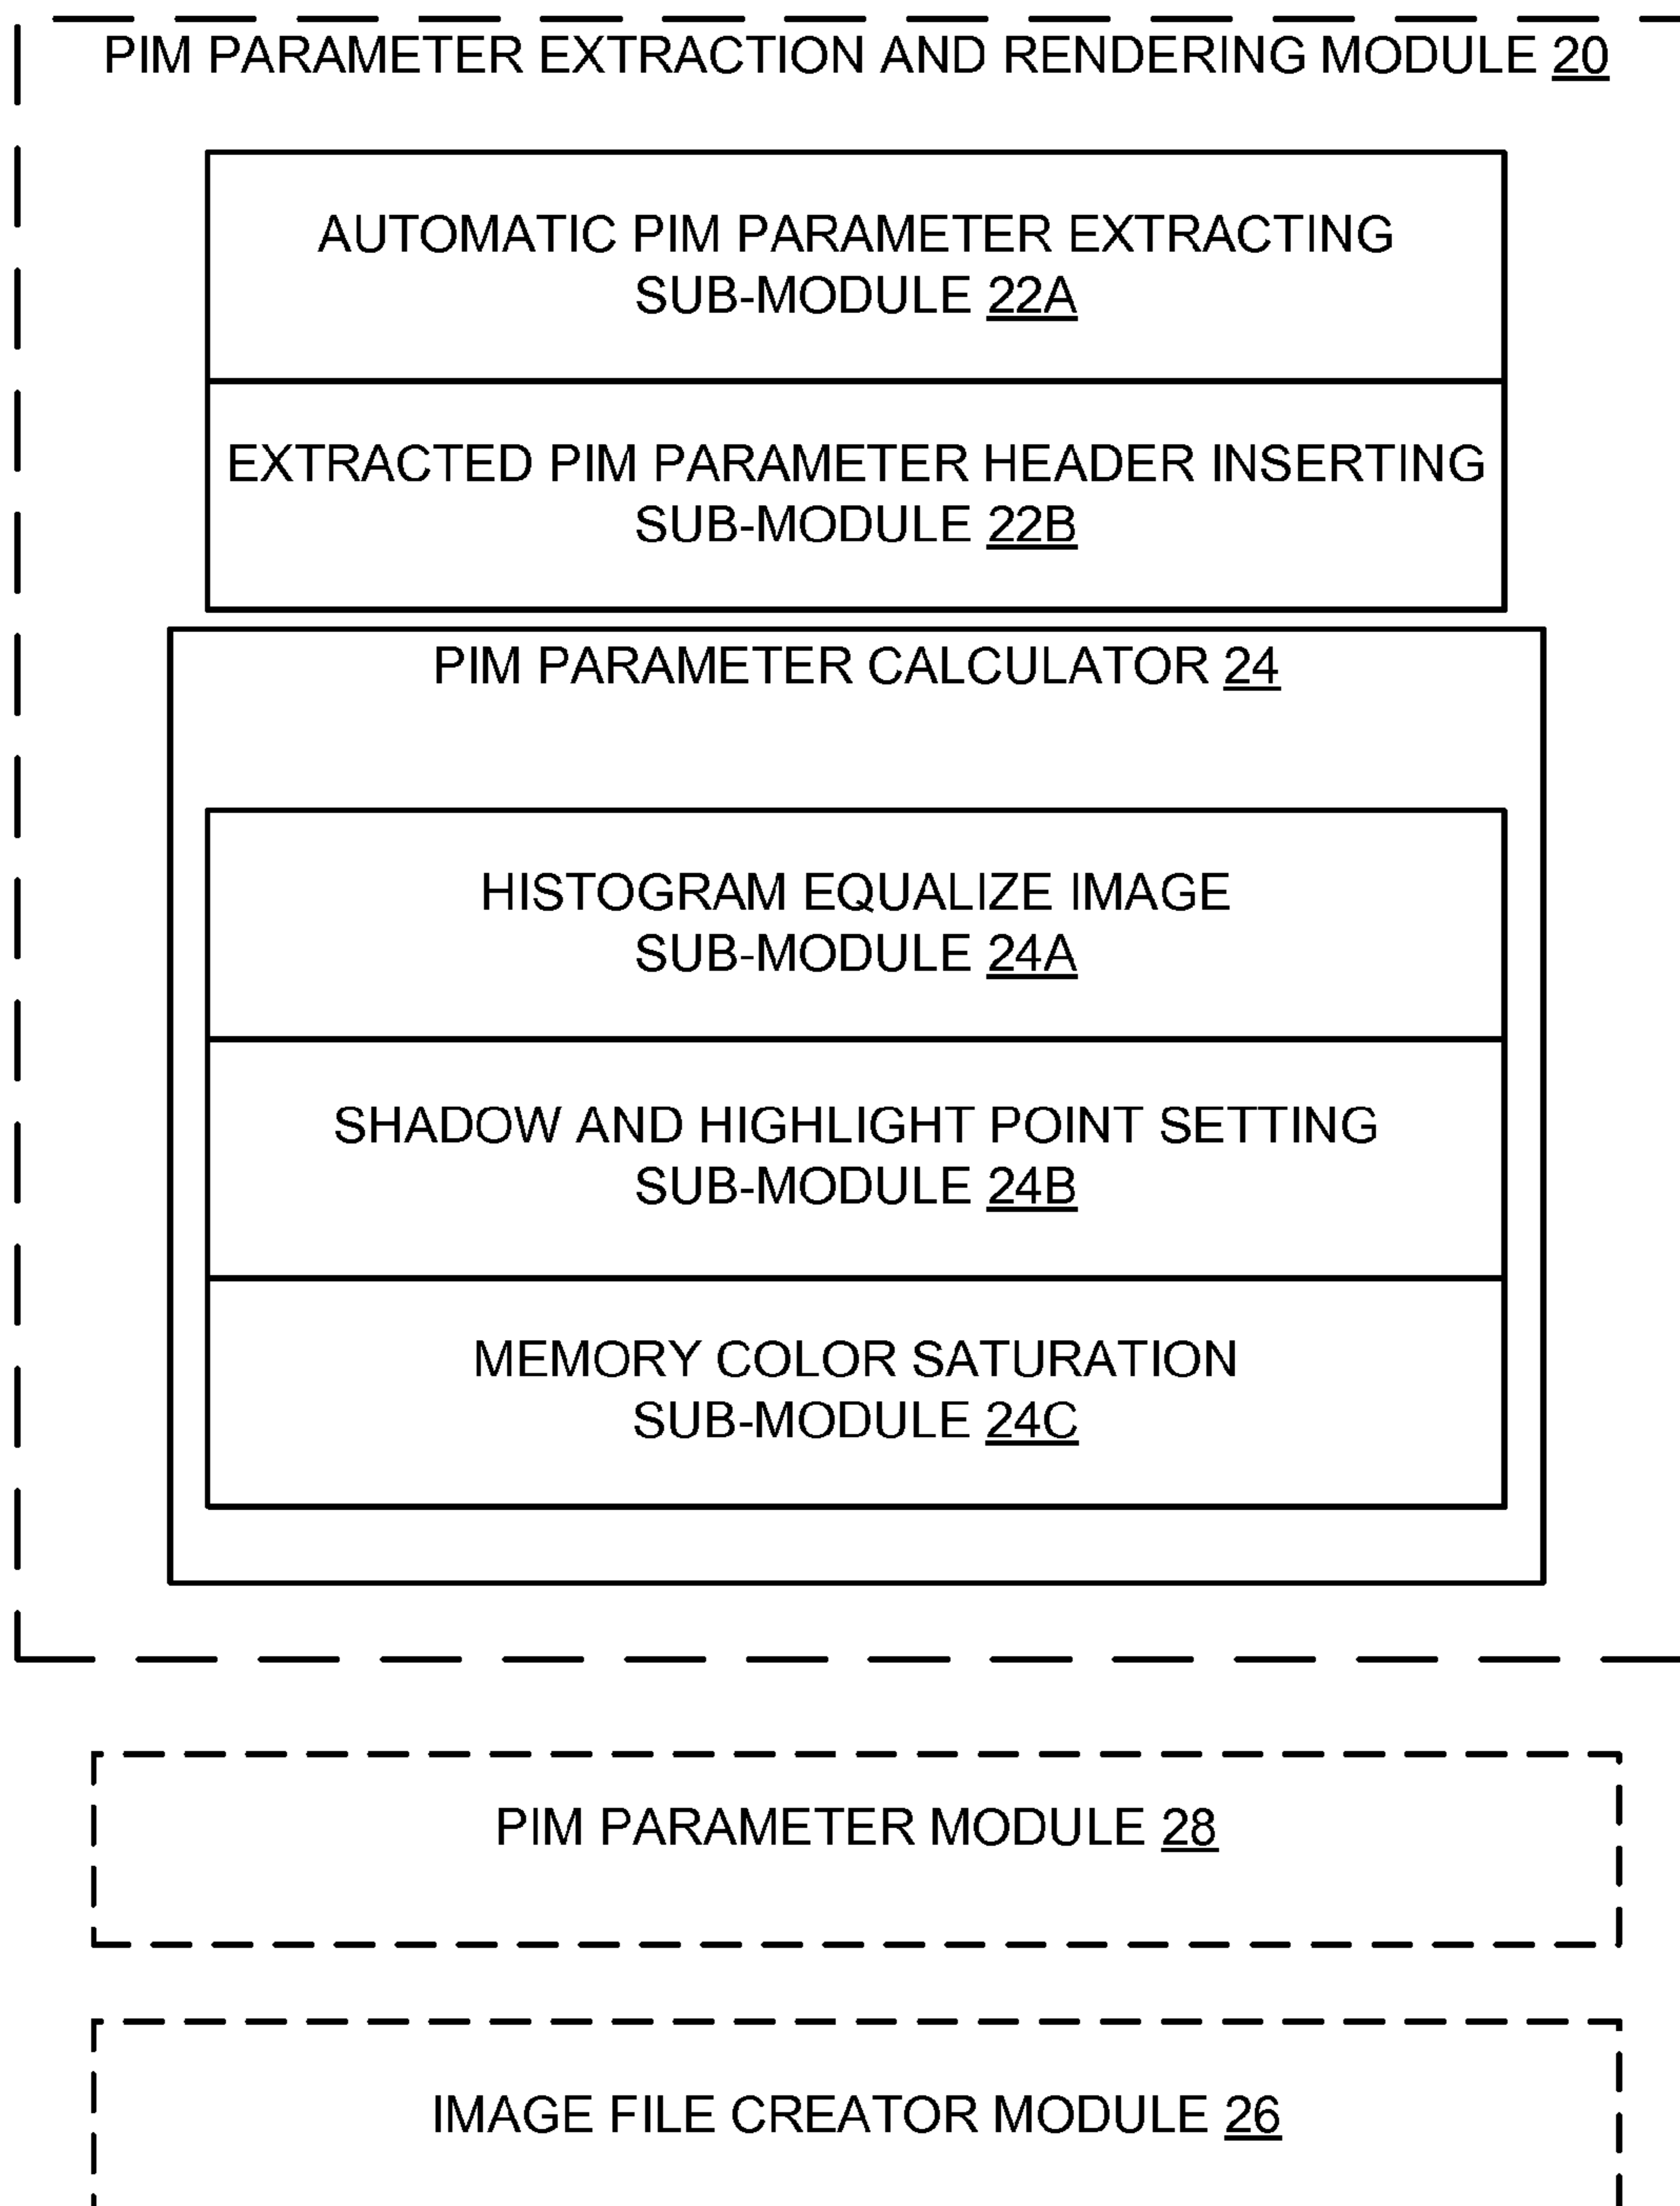 PIM PARAMETER EXTRACTION AND RENDERING MODULE 20
AUTOMATIC PIM PARAMETER EXTRACTING
SUB-MODULE 22A
EXTRACTED PIM PARAMETER HEADER INSERTING
SUB-MODULE 22B
PIM PARAMETER CALCULATOR 24
HISTOGRAM EQUALIZE IMAGE
SUB-MODULE 24A
SHADOW AND HIGHLIGHT POINT SETTING
SUB-MODULE 24B
MEMORY COLOR SATURATION
SUB-MODULE 24C
PIM PARAMETER MODULE 28
IMAGE FILE CREATOR MODULE 26